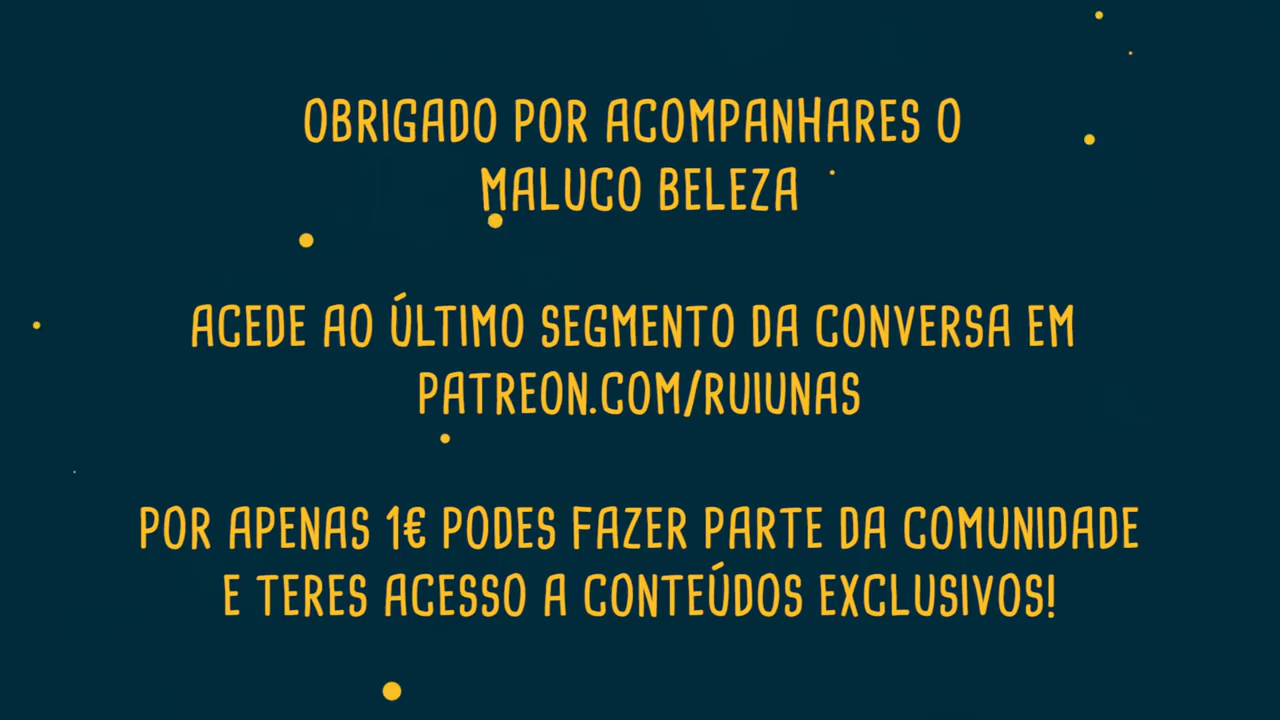 OBRIGADO POR ACOMPANHARES O
MALUCO BELEZA
ACEDE AO ÚLTIMO SEGMENTO DA CONVERSA EM
PATREON.COM/RUIUNAS
POR APENAS 1€ PODES FAZER PARTE DA COMUNIDADE
E TERES ACESSO A CONTEÚDOS EXCLUSIVOS!